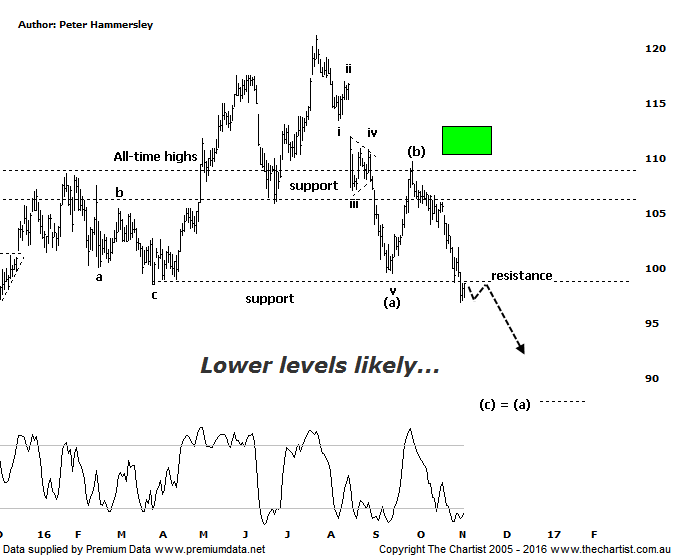 Author: Peter Hammersley
120
ii
115
i
iv
All-time highs
(b)
110
support
b
iii
105
a
resistance
100
c
support
v
(a)
95
Lower levels likely...
90
(c) = (a)
O 16 F M A M J J A S O N D 17 F
Data supplied by Premium Data www.premiumdata.net
Copyright The Chartist 2005 - 2016 www.thechartist.com.au